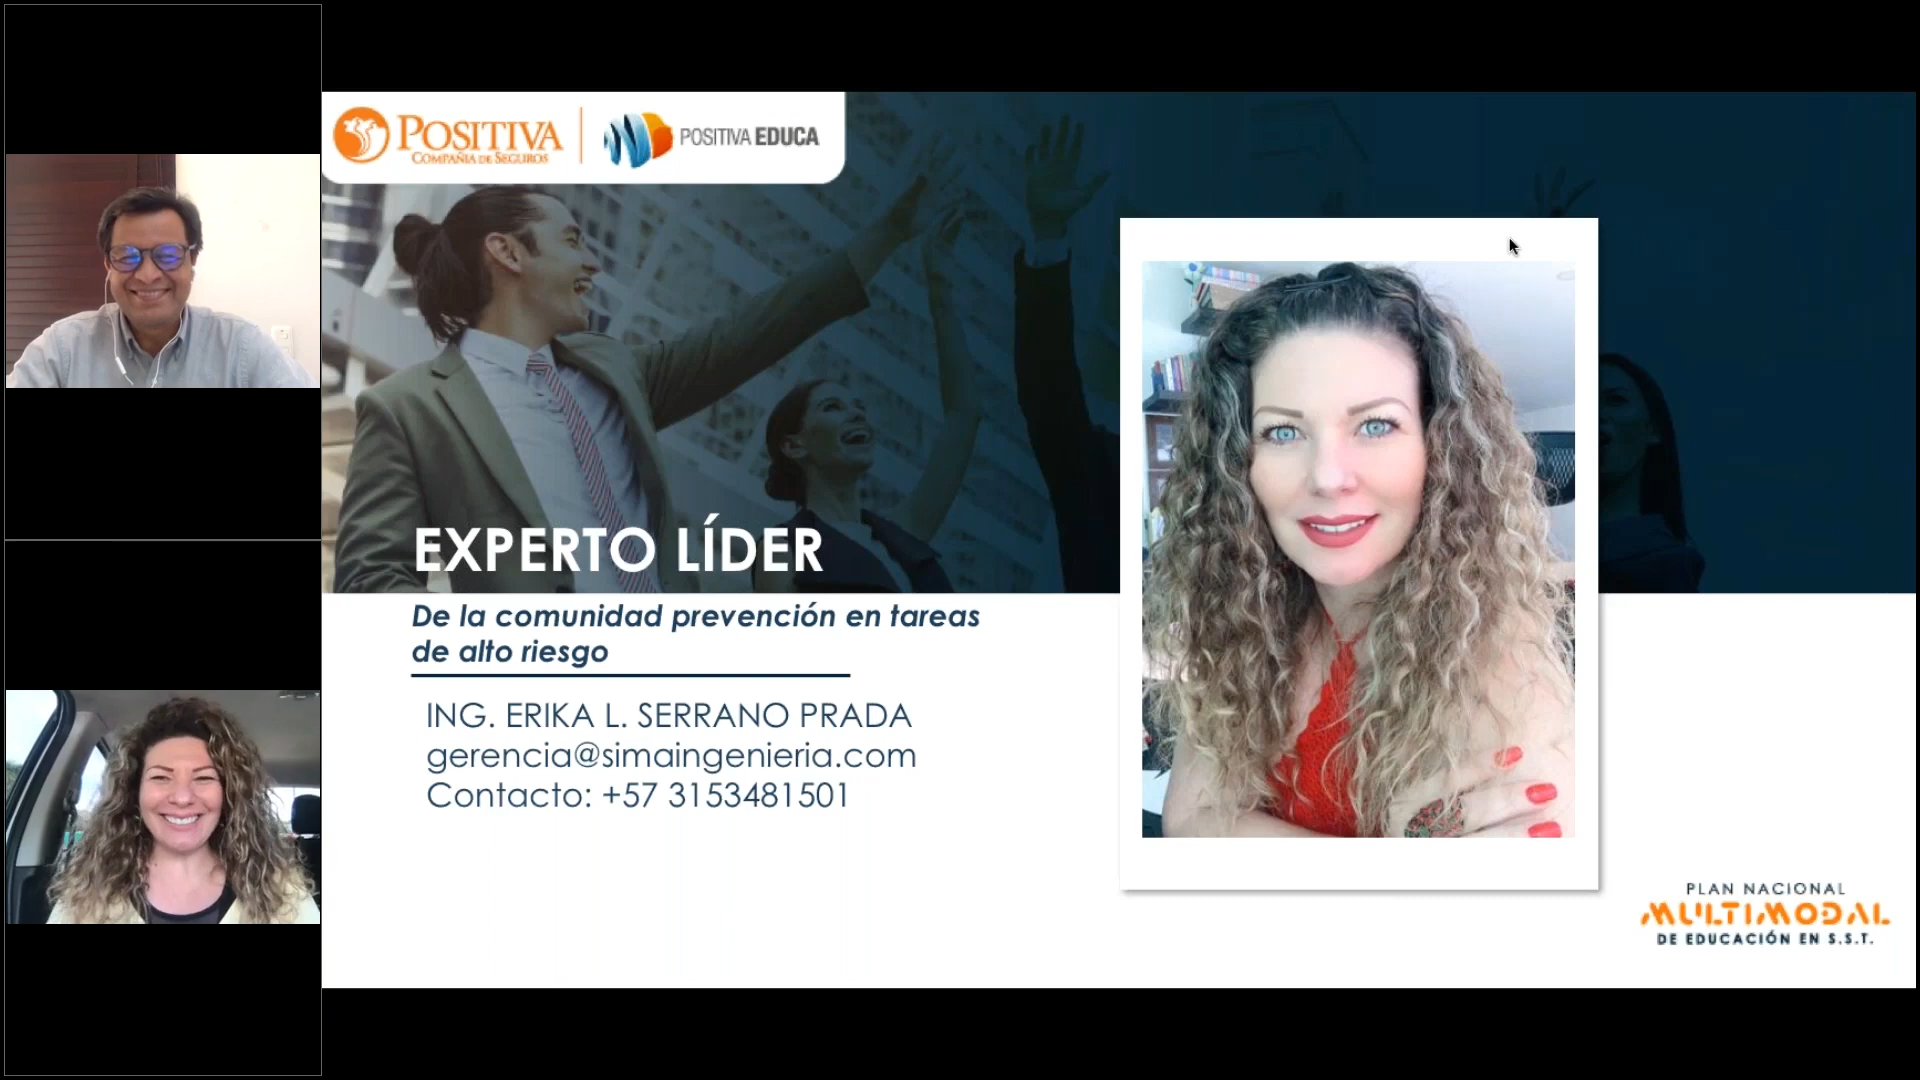 POSITIVA
COMPAÑIA DE SEGUROS
POSITIVA EDUCA
EXPERTO LÍDER
De la comunidad prevención en tareas
de alto riesgo
ING. ERIKA L. SERRANO PRADA
gerencia@simaingenieria.com
Contacto: +57 3153481501
PLAN NACIONAL
MULTIMODAL
DE EDUCACIÓN EN S.S.T.